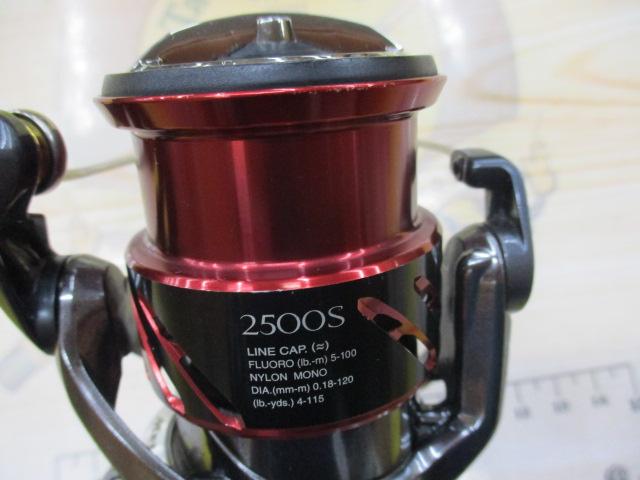 2500S
LINE CAP. (≈)
FLUORO (lb.-m) 5-100
NYLON MONO
DIA.(mm-m) 0.18-120
(lb.-yds.) 4-115